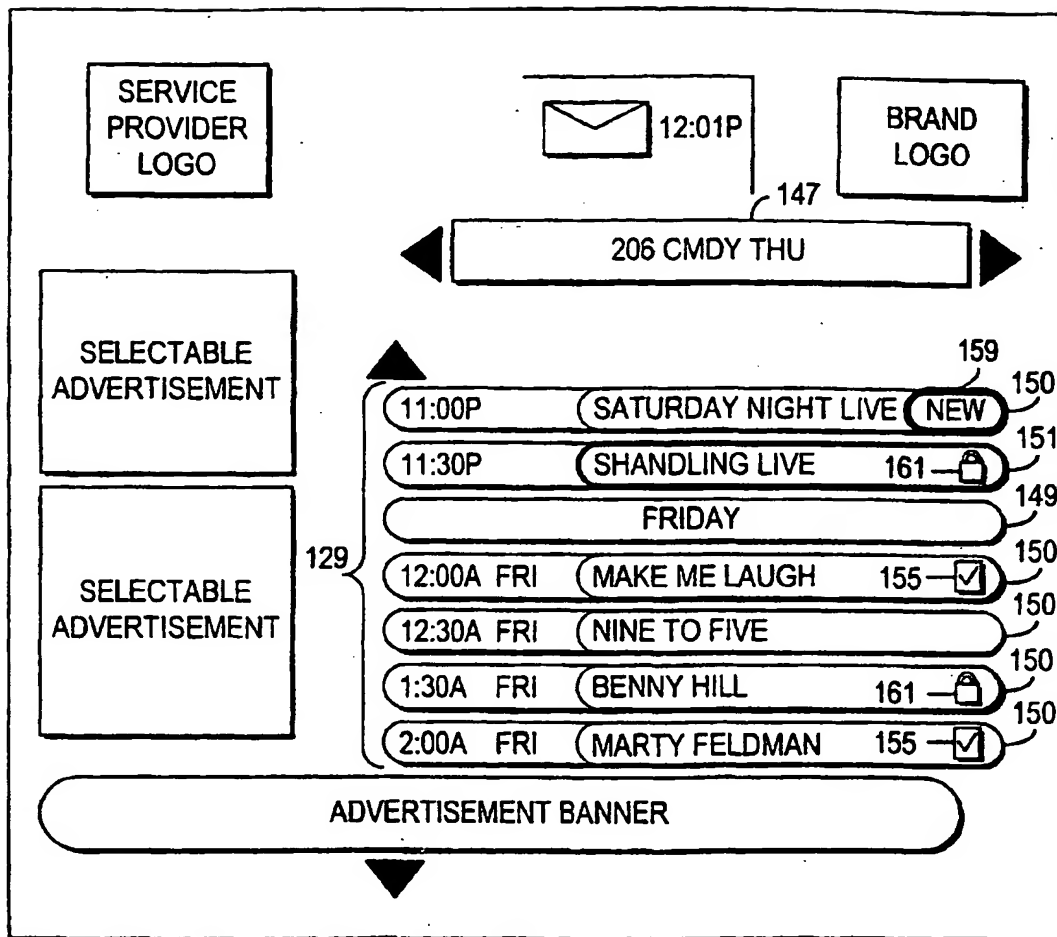 SERVICE
PROVIDER
LOGO
12:01P
BRAND
LOGO
147
206 CMDY THU
SELECTABLE
ADVERTISEMENT
159
11:00P SATURDAY NIGHT LIVE NEW 150
11:30P SHANDLING LIVE 161 151
FRIDAY 149
129
12:00A FRI MAKE ME LAUGH 155 150
12:30A FRI NINE TO FIVE 150
1:30A FRI BENNY HILL 161 150
2:00A FRI MARTY FELDMAN 155 150
SELECTABLE
ADVERTISEMENT
ADVERTISEMENT BANNER